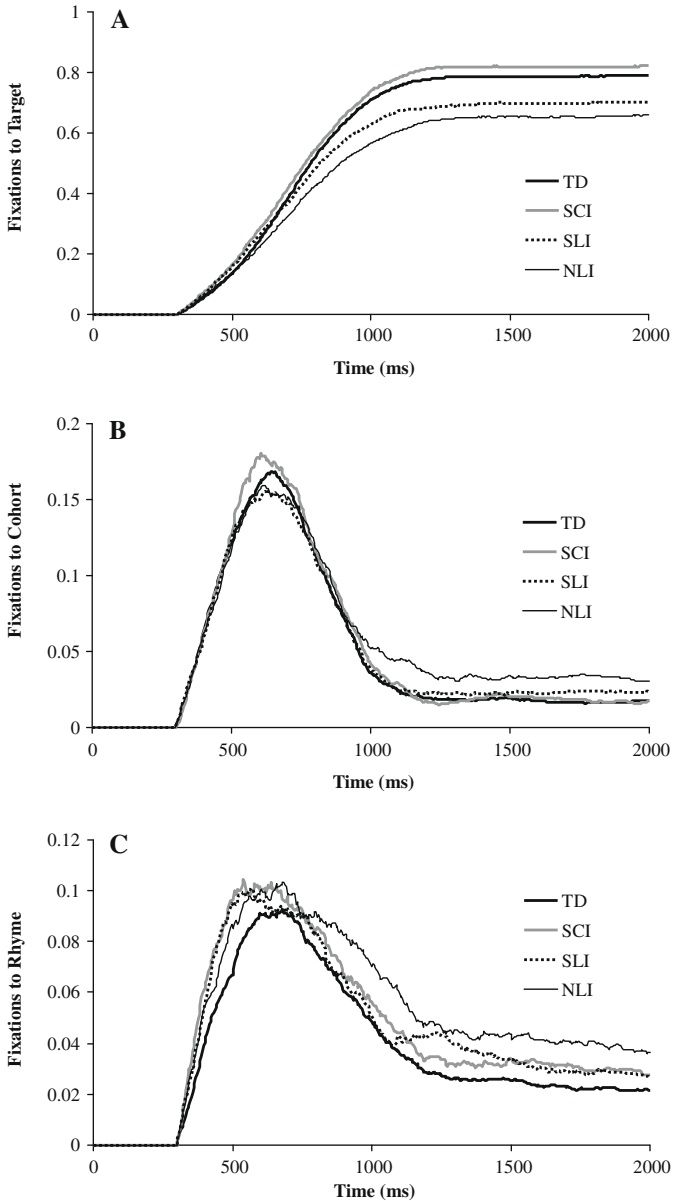 A
1
0.8
0.6
0.4
0.2
0
Fixations to Target
TD
SCI
SLI
NLI
0 500 1000 1500 2000
Time (ms)
B
0.2
0.15
0.1
0.05
0
Fixations to Cohort
TD
SCI
SLI
NLI
0 500 1000 1500 2000
Time (ms)
C
0.12
0.1
0.08
0.06
0.04
0.02
0
Fixations to Rhyme
TD
SCI
SLI
NLI
0 500 1000 1500 2000
Time (ms)